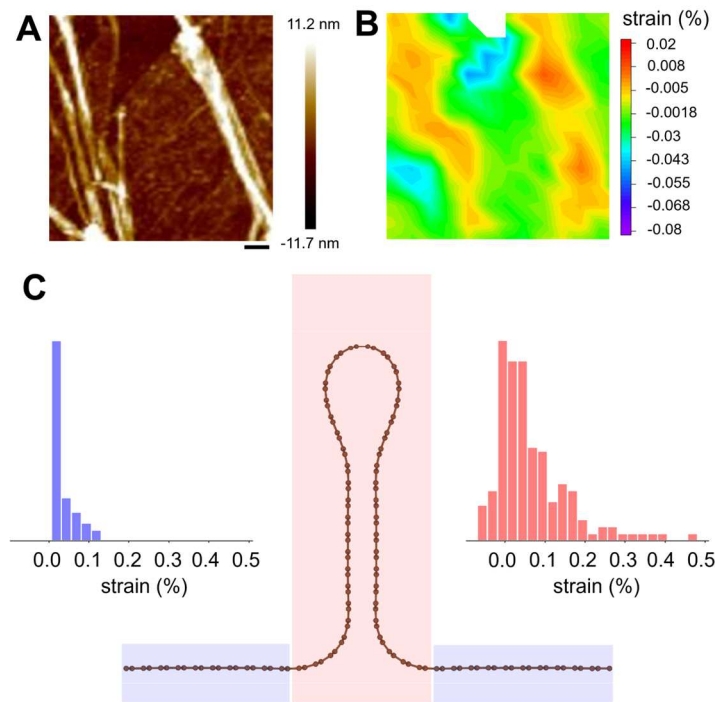 A
11.2 nm
-11.7 nm
B
strain (%)
0.02
0.008
-0.005
-0.0018
-0.03
-0.043
-0.055
-0.068
-0.08
C
0.0 0.1 0.2 0.3 0.4 0.5
strain (%)
0.0 0.1 0.2 0.3 0.4 0.5
strain (%)